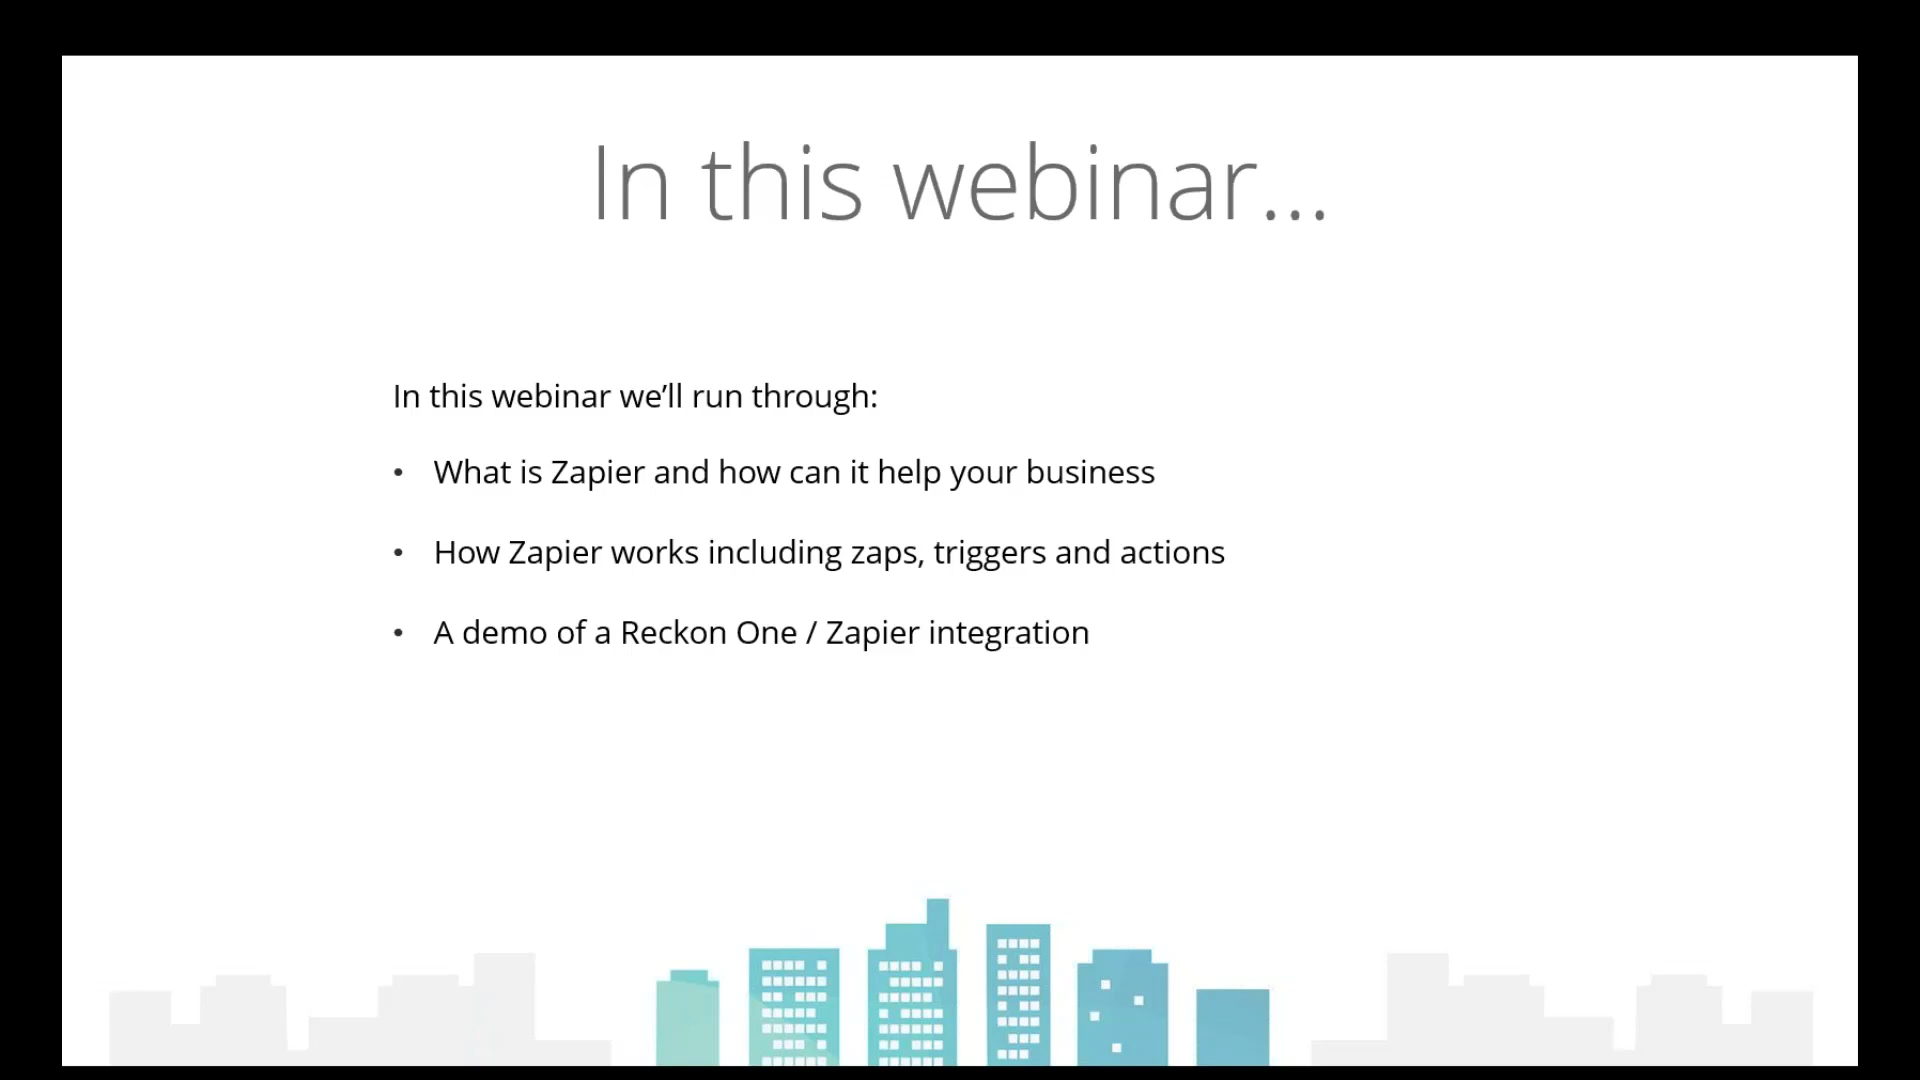 In this webinar...
In this webinar we’ll run through:
• What is Zapier and how can it help your business
• How Zapier works including zaps, triggers and actions
• A demo of a Reckon One / Zapier integration